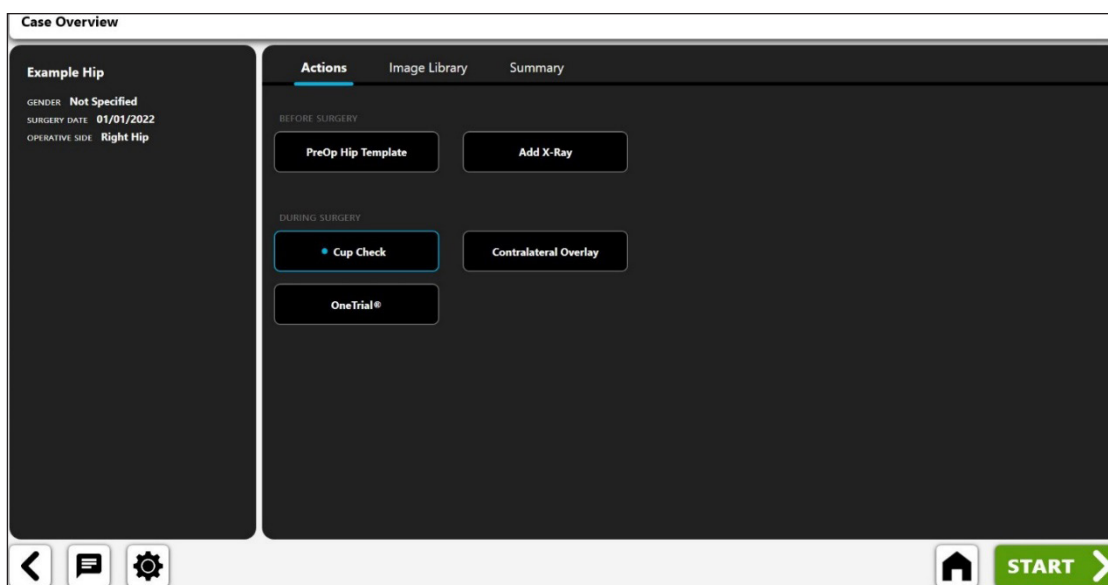 Case Overview
Example Hip
GENDER Not Specified
SURGERY DATE 01/01/2022
OPERATIVE SIDE Right Hip
Actions Image Library Summary
BEFORE SURGERY
PreOp Hip Template Add X-Ray
DURING SURGERY
Cup Check Contralateral Overlay
OneTrial®
START